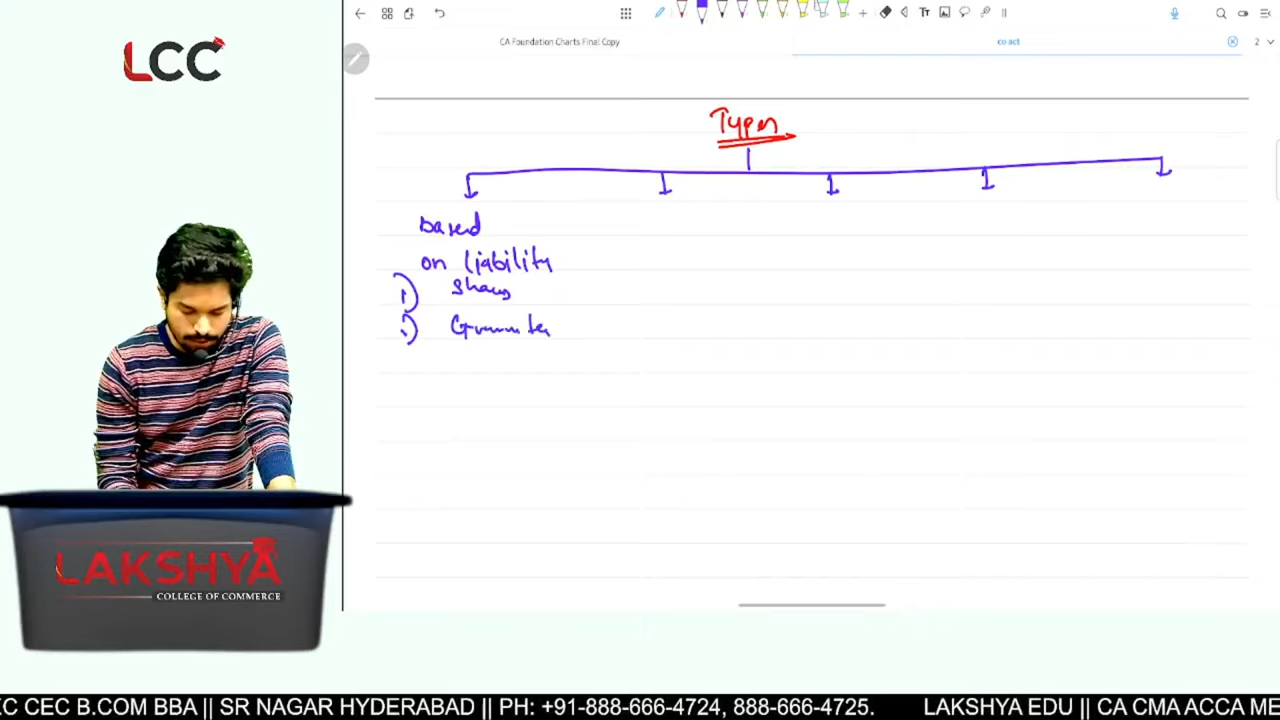 LCC
CA Foundation Charts Final Copy
co act
2
Tт
Types
based
on liability
1) Shares
2)
LAKSHYA
COLLEGE OF COMMERCE
CEC B.COM BBA || SR NAGAR HYDERABAD || PH: +91-888-666-4724, 888-666-4725. LAKSHYA EDU || CA CMA ACCA